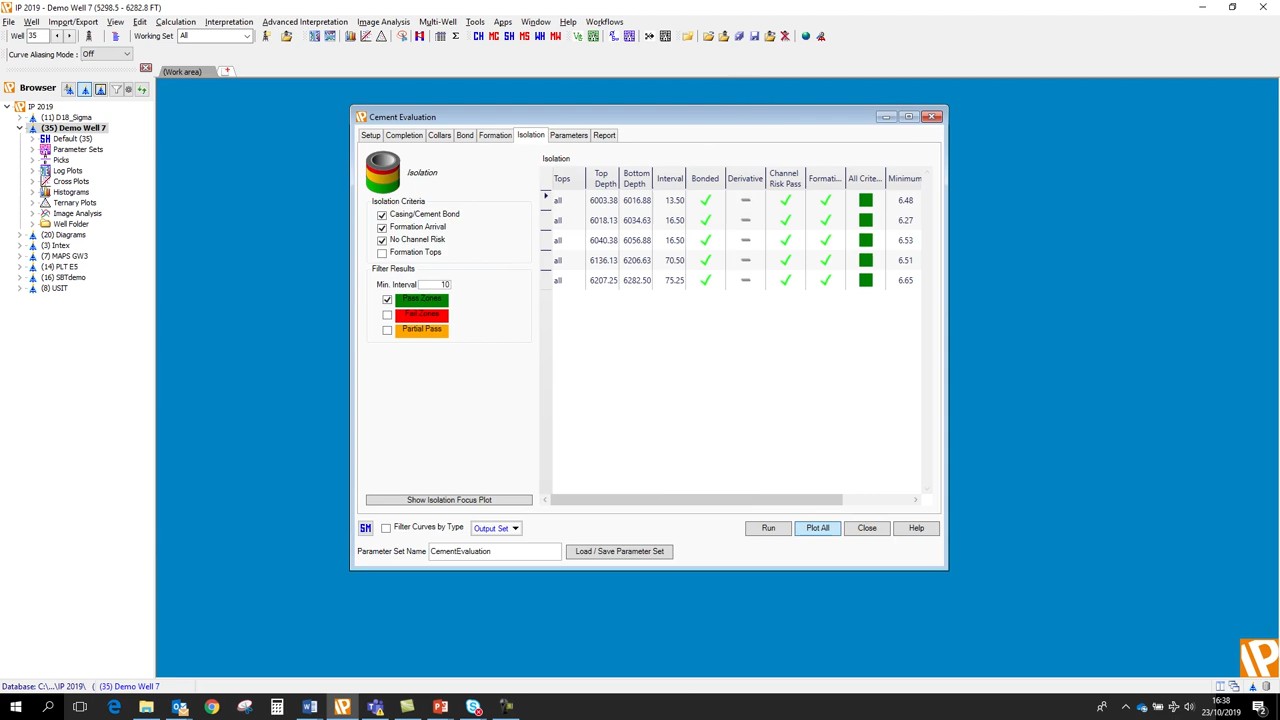 IP 2019 - Demo Well 7 (5298.5 - 6282.8 FT)
File Well Import/Export View Edit Calculation Interpretation Advanced Interpretation Image Analysis Multi-Well Tools Apps Window Help Workflows
Well 35 Working Set All CH MC SH MS WH MW
Curve Aliasing Mode : Off
(Work area)
Browser
IP 2019
(11) D18_Sigma
(35) Demo Well 7
Default (35)
Parameter Sets
Picks
Log Plots
Cross Plots
Histograms
Ternary Plots
Image Analysis
Well Folder
(20) Diagrams
(3) Intex
(7) MAPS GW3
(14) PLT E5
(16) SBTdemo
(8) USIT
Cement Evaluation
Setup Completion Collars Bond Formation Isolation Parameters Report
Isolation
Isolation Criteria
Casing/Cement Bond
Formation Arrival
No Channel Risk
Formation Tops
Filter Results
Min. Interval 10
Pass Zones
Fail Zones
Partial Pass
Show Isolation Focus Plot
Isolation
Tops Top Depth Bottom Depth Interval Bonded Derivative Channel Risk Pass Formati... All Crite... Minimum
all 6003.38 6016.88 13.50 6.48
all 6018.13 6034.63 16.50 6.27
all 6040.38 6056.88 16.50 6.53
all 6136.13 6206.63 70.50 6.51
all 6207.25 6282.50 75.25 6.65
SM Filter Curves by Type Output Set Run Plot All Close Help
Parameter Set Name CementEvaluation Load / Save Parameter Set
IP
Database: C:\...\IP 2019\ ( (35) Demo Well 7
16:38
23/10/2019
2